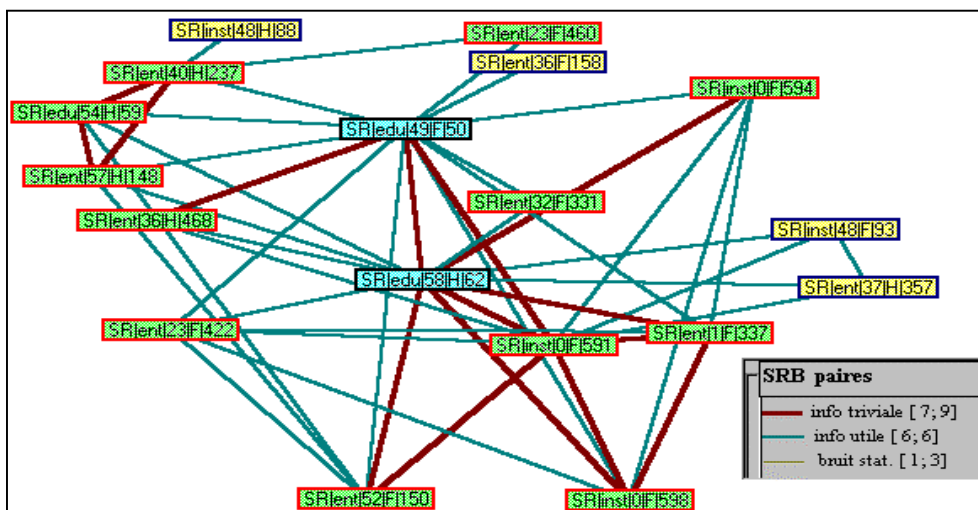 SR|inst|48|H|88
SR|ent|23|F|460
SR|ent|36|F|158
SR|ent|40|H|237
SR|inst|0|F|594
SR|edu|54|H|59
SR|edu|49|F|50
SR|ent|57|H|148
SR|ent|32|F|331
SR|ent|36|H|468
SR|inst|48|F|93
SR|edu|58|H|62
SR|ent|37|H|357
SR|ent|23|F|422
SR|inst|0|F|591
SR|ent|1|F|337
SRB paires
info triviale [ 7; 9]
info utile [ 6; 6]
bruit stat. [ 1; 3]
SR|ent|52|F|150
SR|inst|0|F|598